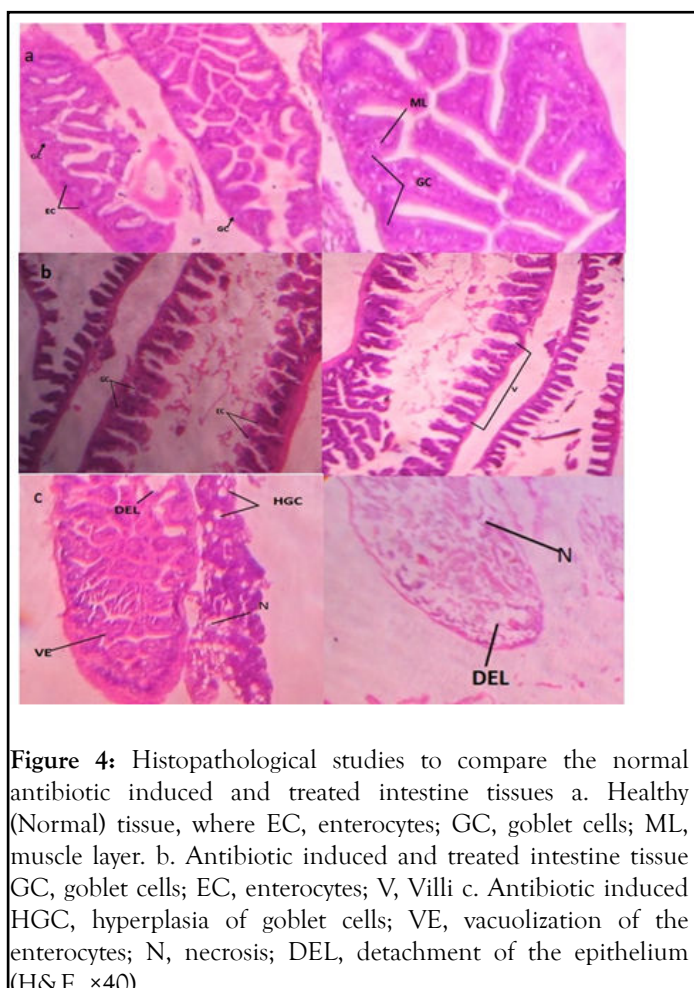 a
ML
GC
GC
EC
GC
b
GC
EC
V
c
DEL
HGC
N
N
VE
DEL
Figure 4: Histopathological studies to compare the normal
antibiotic induced and treated intestine tissues a. Healthy
(Normal) tissue, where EC, enterocytes; GC, goblet cells; ML,
muscle layer. b. Antibiotic induced and treated intestine tissue
GC, goblet cells; EC, enterocytes; V, Villi c. Antibiotic induced
HGC, hyperplasia of goblet cells; VE, vacuolization of the
enterocytes; N, necrosis; DEL, detachment of the epithelium
(H&E, ×40)